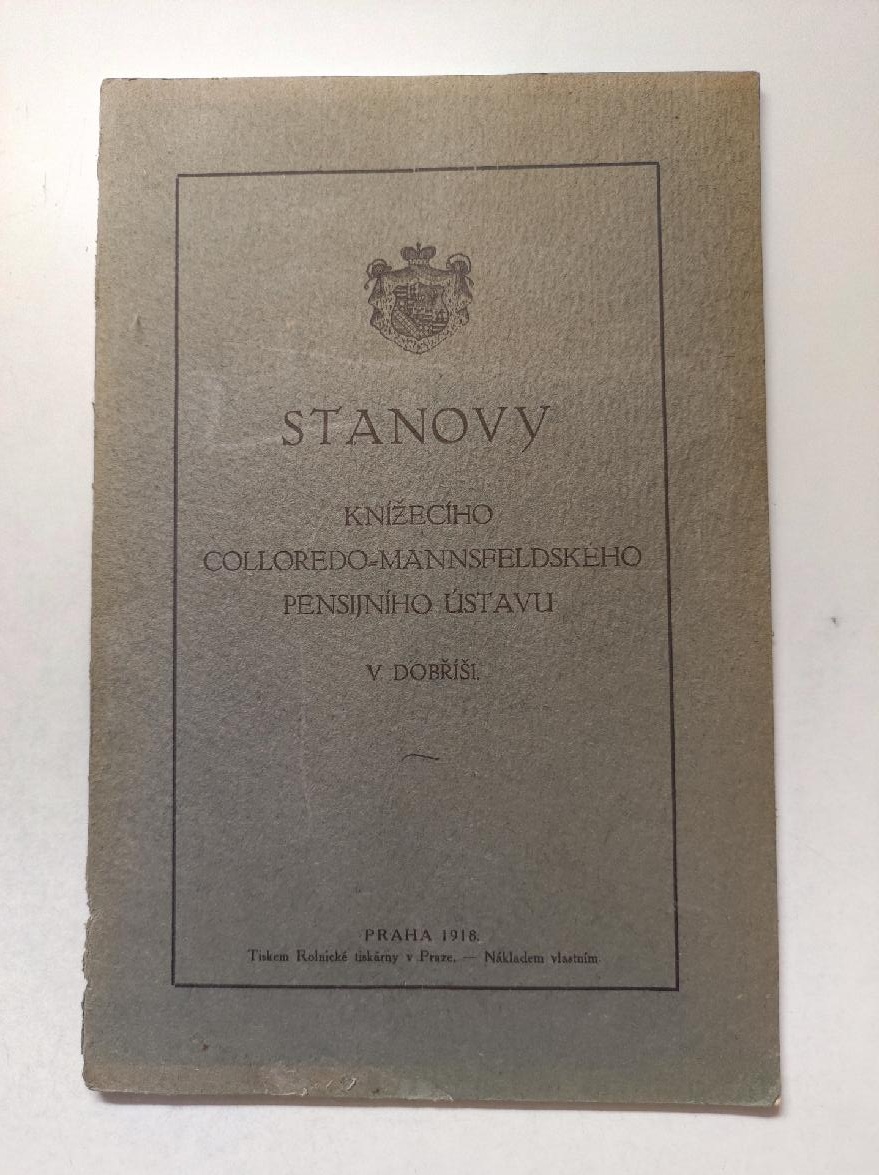 STANOVY
KNÍŽECÍHO
COLLOREDO-MANNSFELDSKÉHO
PENSIJNÍHO ÚSTAVU
V DOBŘÍŠI.
PRAHA 1918.
Tiskem Rolnické tiskárny v Praze. — Nákladem vlastním.